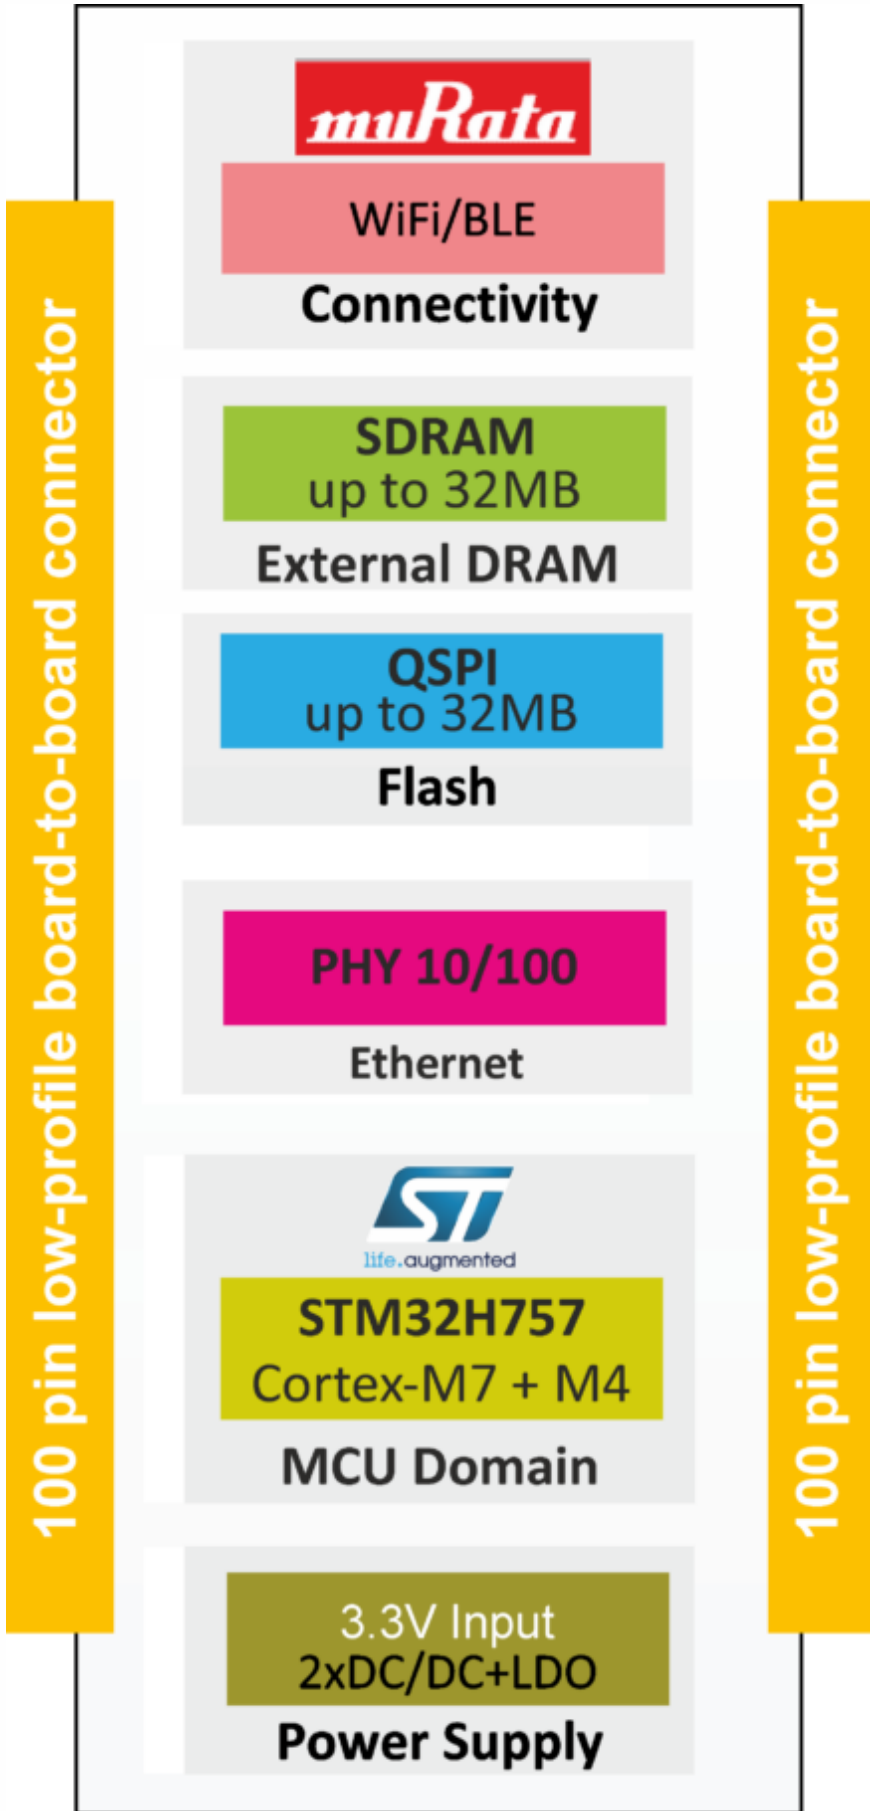 muRata
WiFi/BLE
Connectivity
SDRAM
up to 32MB
External DRAM
QSPI
up to 32MB
Flash
PHY 10/100
Ethernet
ST
life.augmented
STM32H757
Cortex-M7 + M4
MCU Domain
3.3V Input
2xDC/DC+LDO
Power Supply
100 pin low-profile board-to-board connector
100 pin low-profile board-to-board connector